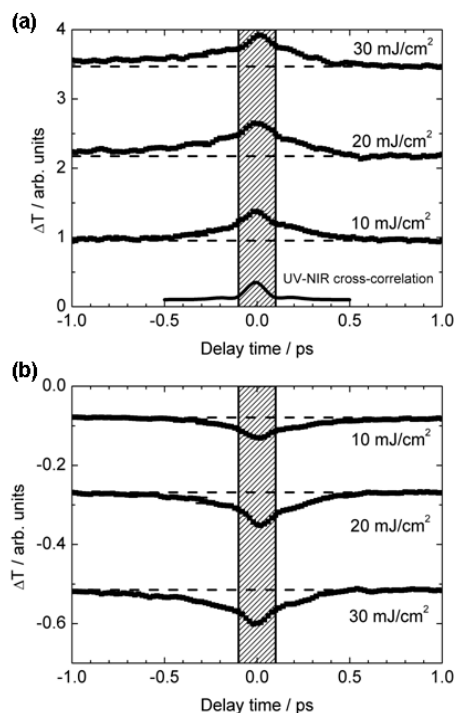 (a)
4
30 mJ/cm²
3
20 mJ/cm²
2
ΔT / arb. units
10 mJ/cm²
1
UV-NIR cross-correlation
0
-1.0 -0.5 0.0 0.5 1.0
Delay time / ps
(b)
0.0
10 mJ/cm²
-0.2
20 mJ/cm²
ΔT / arb. units
-0.4
-0.6
30 mJ/cm²
-1.0 -0.5 0.0 0.5 1.0
Delay time / ps